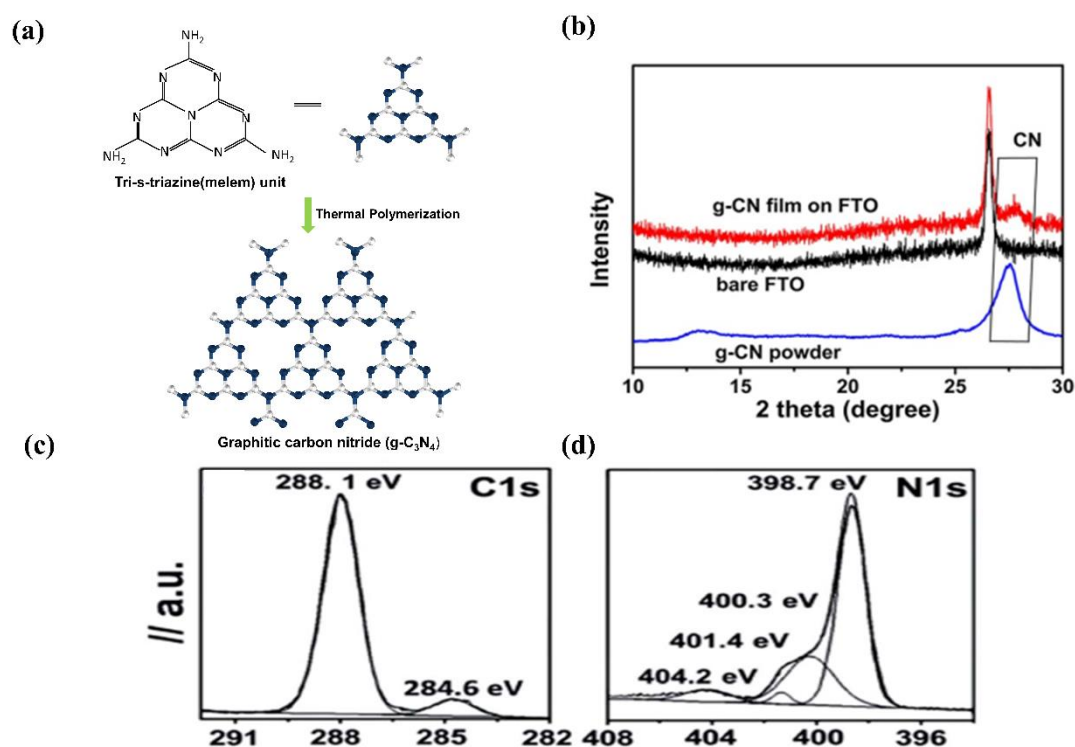 (a)
NH2
N N
N N
N
NH2 N N NH2
Tri-s-triazine(melem) unit
Thermal Polymerization
Graphitic carbon nitride (g-C3N4)
(b)
CN
g-CN film on FTO
bare FTO
g-CN powder
Intensity
10 15 20 25 30
2 theta (degree)
(c)
288. 1 eV
C1s
284.6 eV
// a.u.
291 288 285 282
(d)
398.7 eV
N1s
400.3 eV
401.4 eV
404.2 eV
408 404 400 396